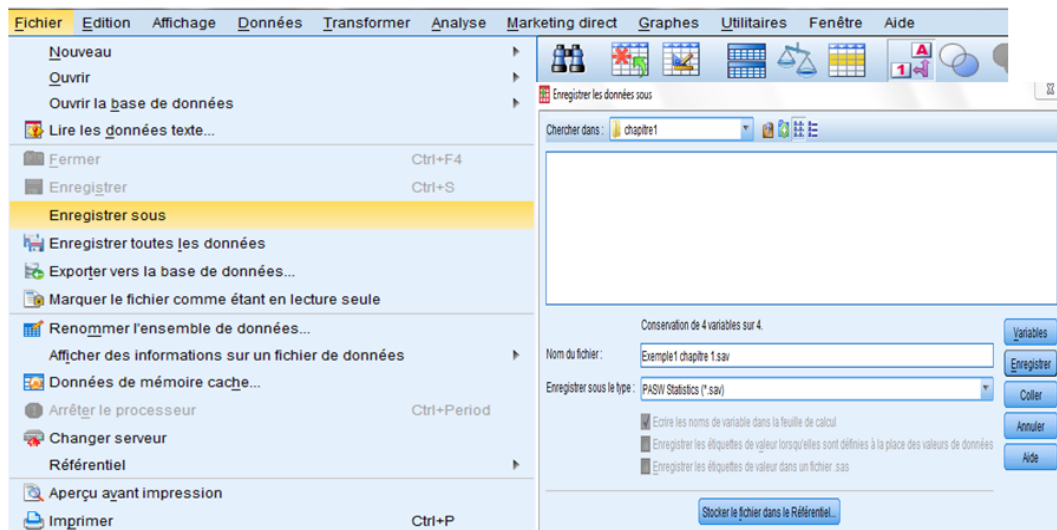 Fichier Edition Affichage Données Transformer Analyse Marketing direct Graphes Utilitaires Fenêtre Aide
Nouveau
Ouvrir
Ouvrir la base de données
Lire les données texte...
Fermer Ctrl+F4
Enregistrer Ctrl+S
Enregistrer sous
Enregistrer toutes les données
Exporter vers la base de données...
Marquer le fichier comme étant en lecture seule
Renommer l'ensemble de données...
Afficher des informations sur un fichier de données
Données de mémoire cache...
Arrêter le processeur Ctrl+Period
Changer serveur
Référentiel
Aperçu avant impression
Imprimer Ctrl+P
A
1
Enregistrer les données sous
Chercher dans : chapitre1
Conservation de 4 variables sur 4.
Nom du fichier : Exemple1 chapitre 1.sav
Enregistrer sous le type : PASW Statistics (*.sav)
Ecrire les noms de variable dans la feuille de calcul
Enregistrer les étiquettes de valeur lorsqu'elles sont définies à la place des valeurs de données
Enregistrer les étiquettes de valeur dans un fichier .sas
Variables
Enregistrer
Coller
Annuler
Aide
Stocker le fichier dans le Référentiel...